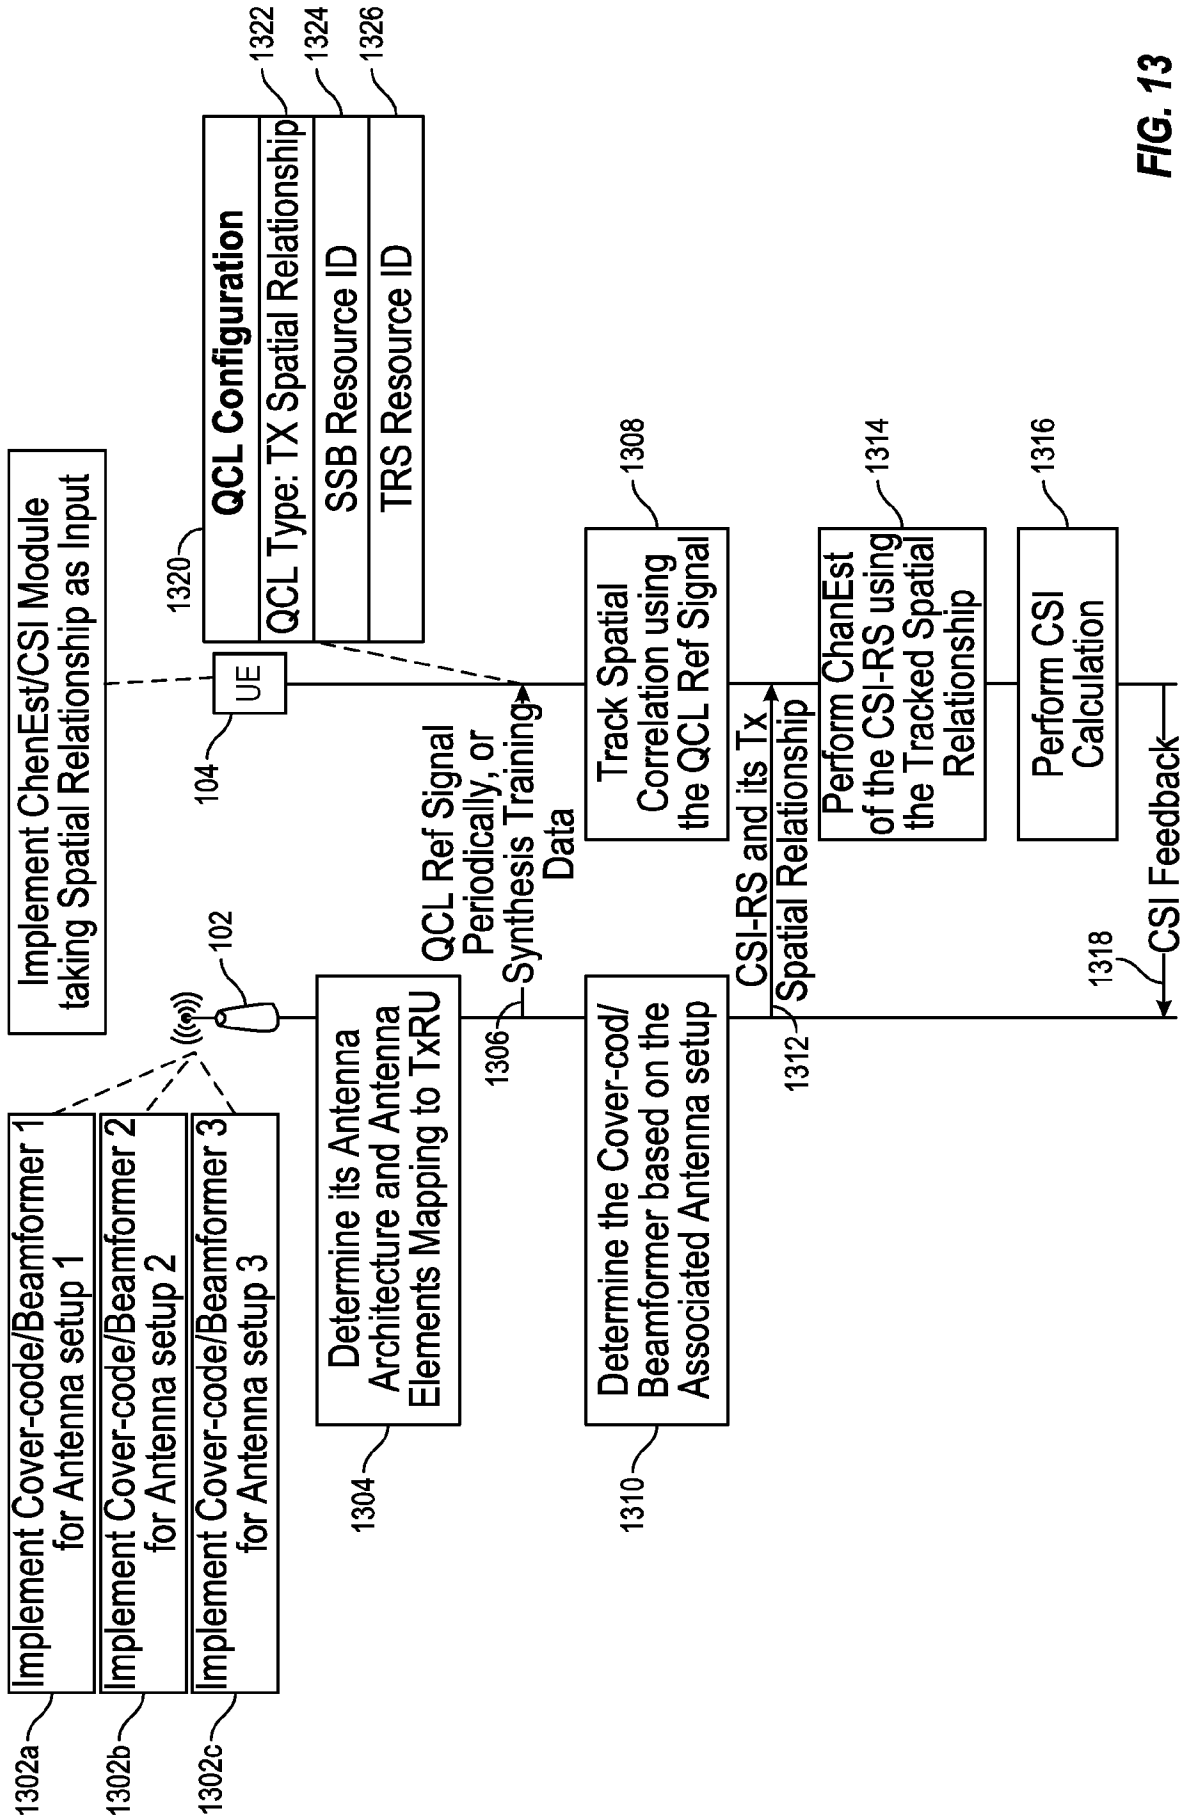 1302a
Implement Cover-code/Beamformer 1
for Antenna setup 1
1302b
Implement Cover-code/Beamformer 2
for Antenna setup 2
1302c
Implement Cover-code/Beamformer 3
for Antenna setup 3
Implement ChenEst/CSI Module
taking Spatial Relationship as Input
102
104
UE
1320
QCL Configuration
QCL Type: TX Spatial Relationship
1322
SSB Resource ID
1324
TRS Resource ID
1326
1304
Determine its Antenna
Architecture and Antenna
Elements Mapping to TxRU
QCL Ref Signal
Periodically, or
1306
Synthesis Training
Data
1308
Track Spatial
Correlation using
the QCL Ref Signal
1310
Determine the Cover-cod/
Beamformer based on the
Associated Antenna setup
CSI-RS and its Tx
Spatial Relationship
1312
1314
Perform ChanEst
of the CSI-RS using
the Tracked Spatial
Relationship
1316
Perform CSI
Calculation
1318
CSI Feedback
FIG. 13